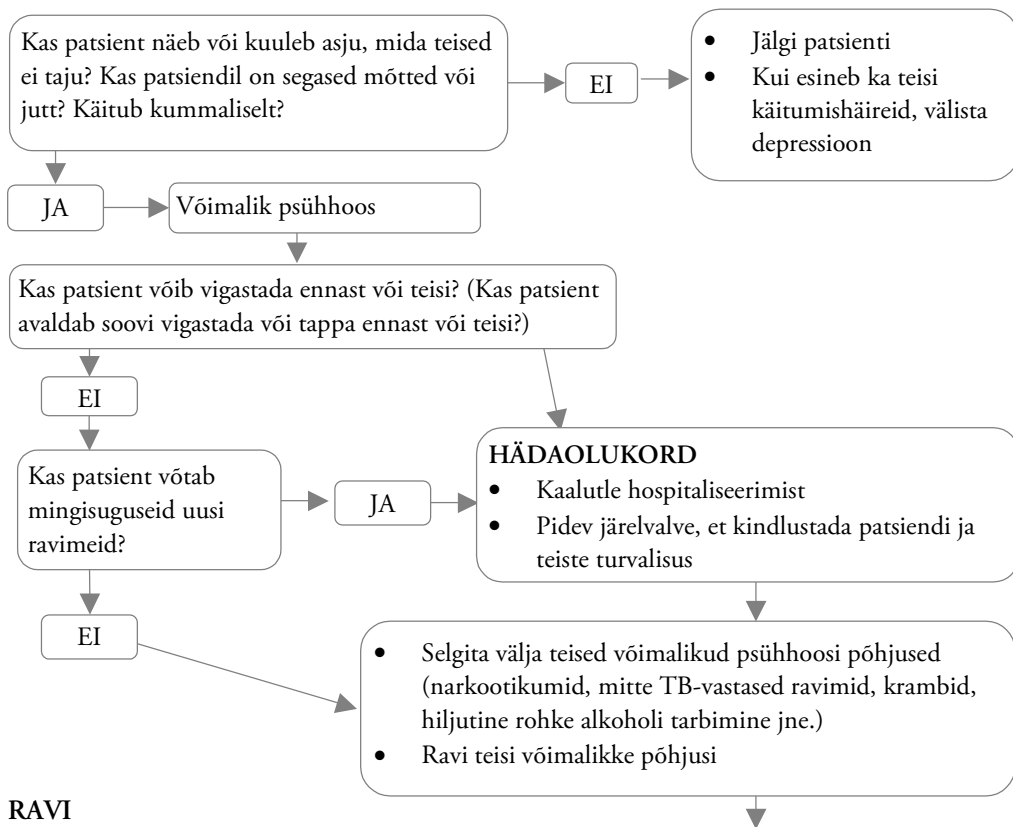 Kas patsient näeb või kuuleb asju, mida teised
ei taju? Kas patsiendil on segased mõtted või
jutt? Käitub kummaliselt?
EI
• Jälgi patsienti
• Kui esineb ka teisi
käitumishäireid, välista
depressioon
JA
Võimalik psühhoos
Kas patsient võib vigastada ennast või teisi? (Kas patsient
avaldab soovi vigastada või tappa ennast või teisi?)
EI
Kas patsient võtab
mingisuguseid uusi
ravimeid?
JA
HÄDAOLUKORD
• Kaalutle hospitaliseerimist
• Pidev järelvalve, et kindlustada patsiendi ja
teiste turvalisus
EI
• Selgita välja teised võimalikud psühhoosi põhjused
(narkootikumid, mitte TB-vastased ravimid, krambid,
hiljutine rohke alkoholi tarbimine jne.)
• Ravi teisi võimalikke põhjusi
RAVI